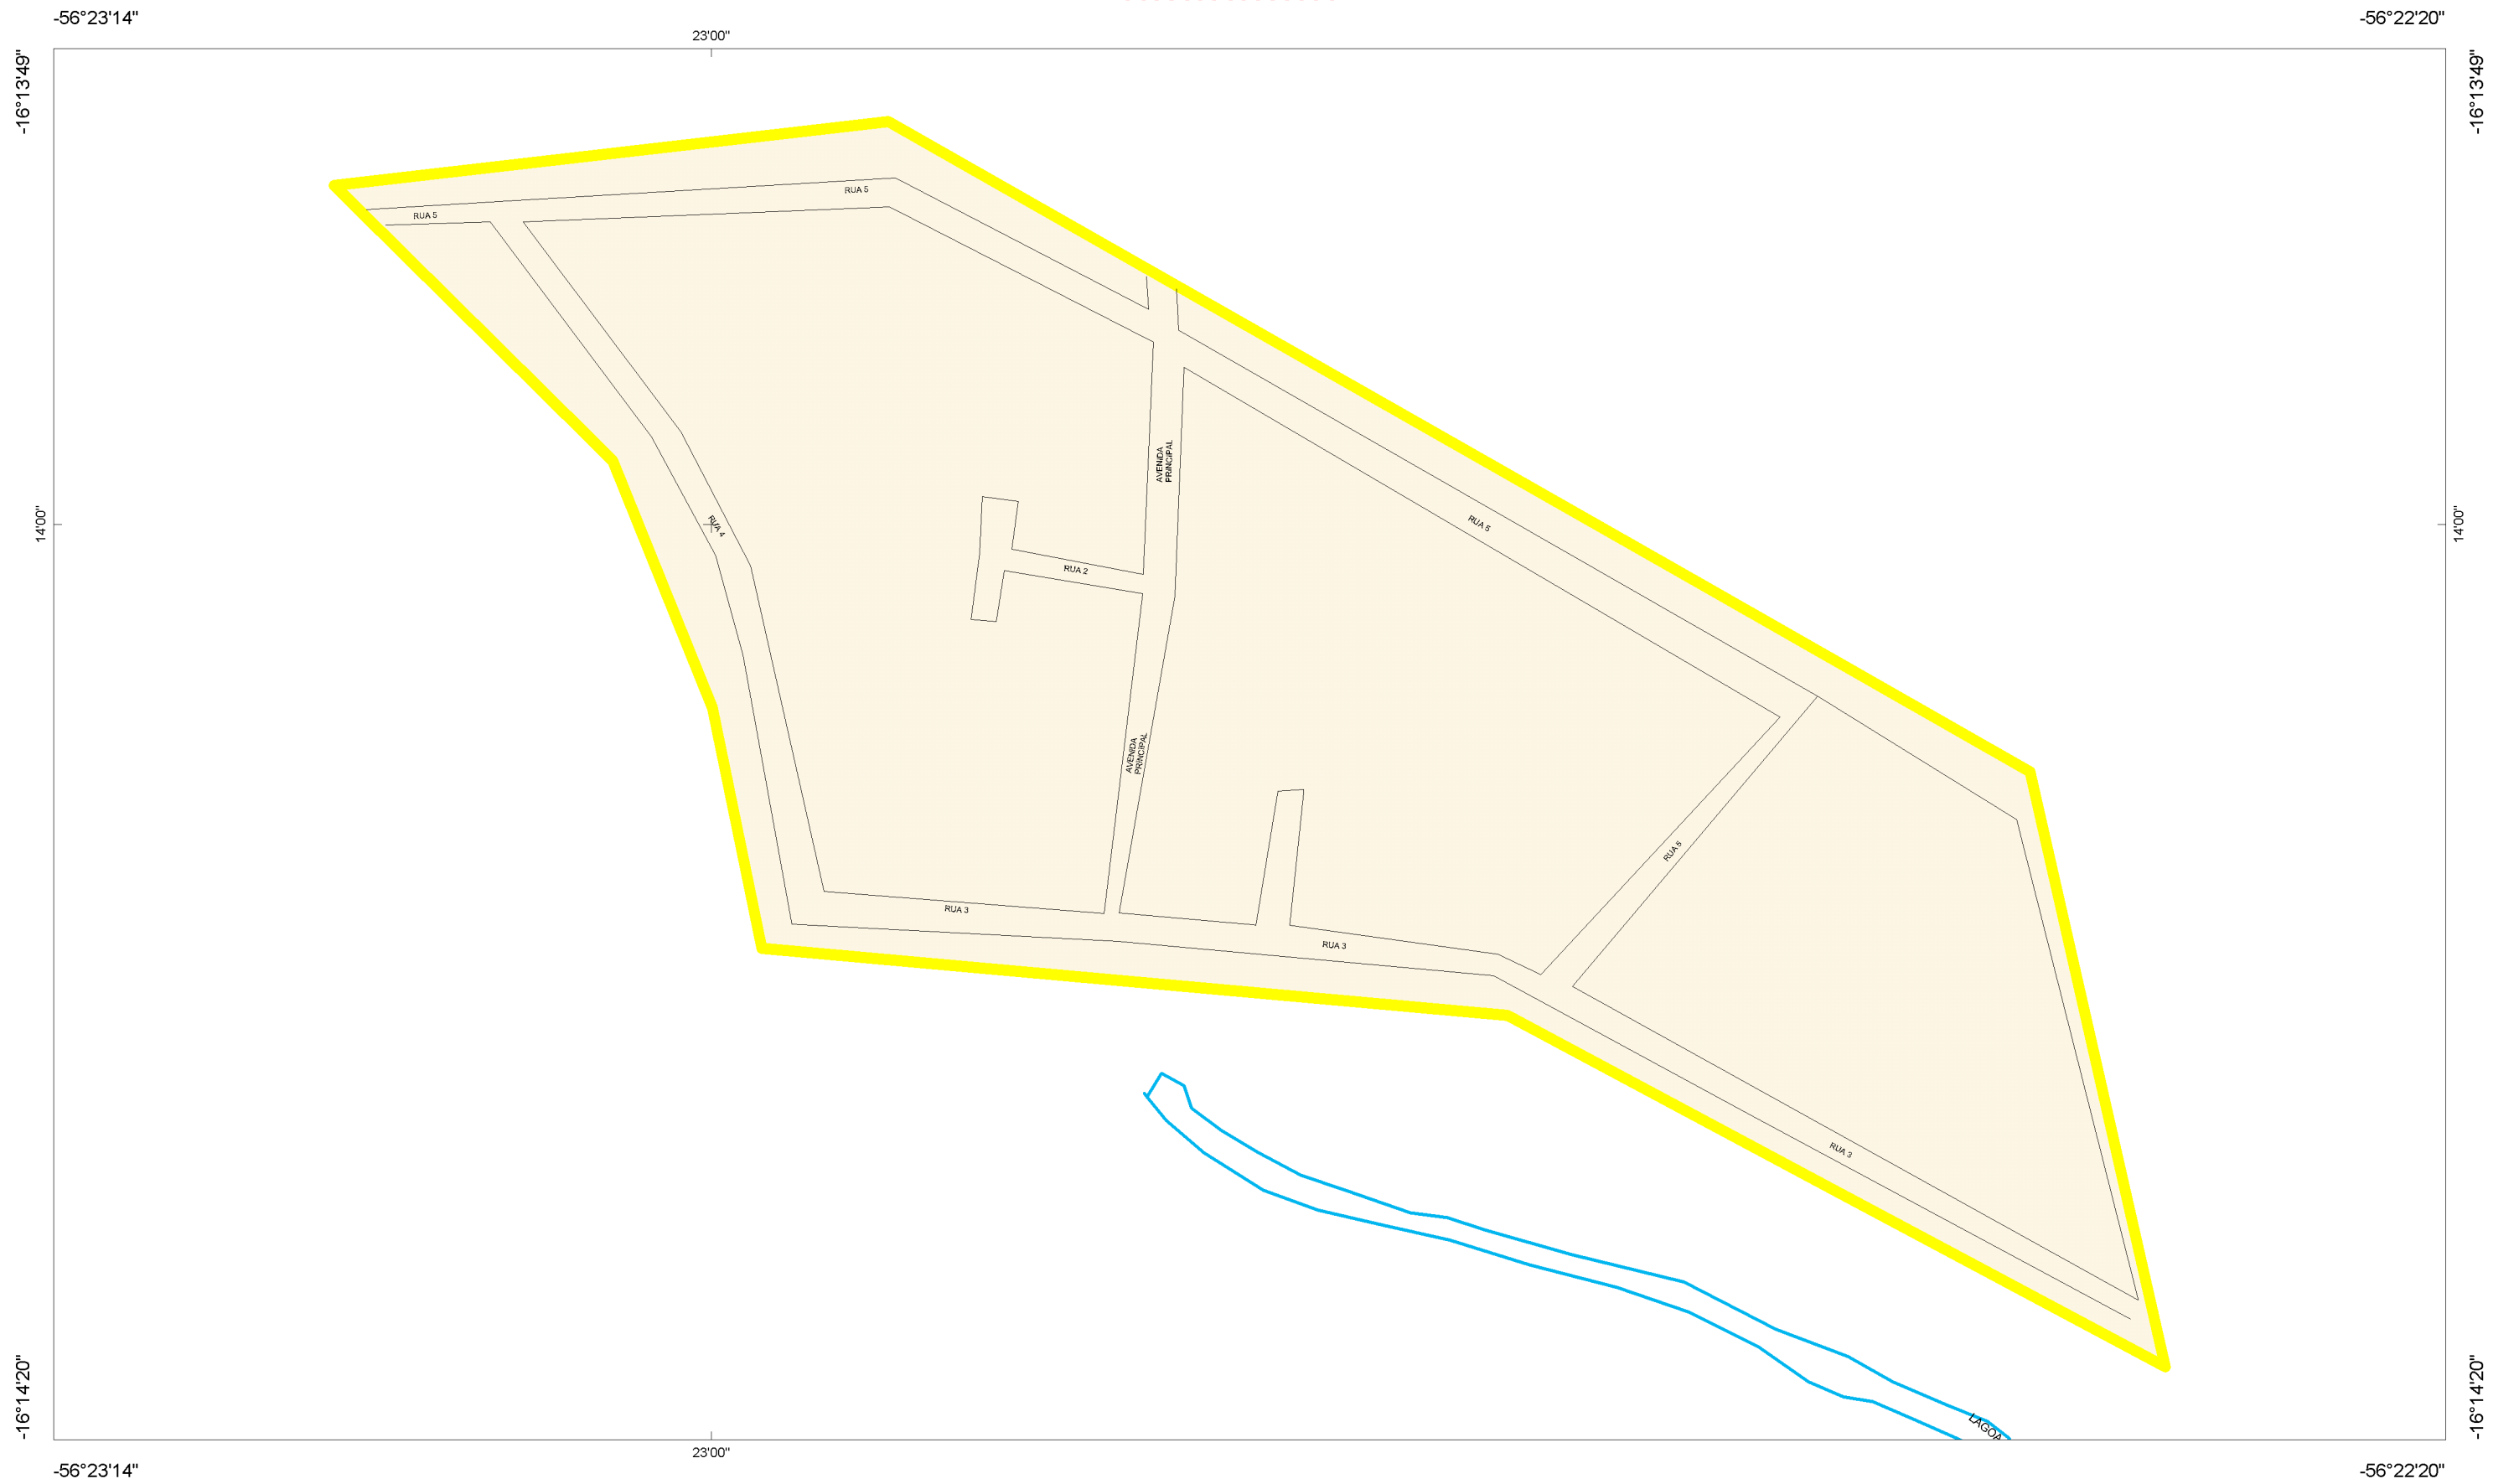 -56°23'14"
-56°22'20"
23'00"
-16°13'49"
-16°13'49"
RUA 5
RUA 5
AVENIDA
PRINCIPAL
14'00"
RUA 4
RUA 5
14'00"
RUA 2
AVENIDA
PRINCIPAL
RUA 5
RUA 3
RUA 3
RUA 3
-16°14'20"
-16°14'20"
LAGOA
23'00"
-56°23'14"
-56°22'20"